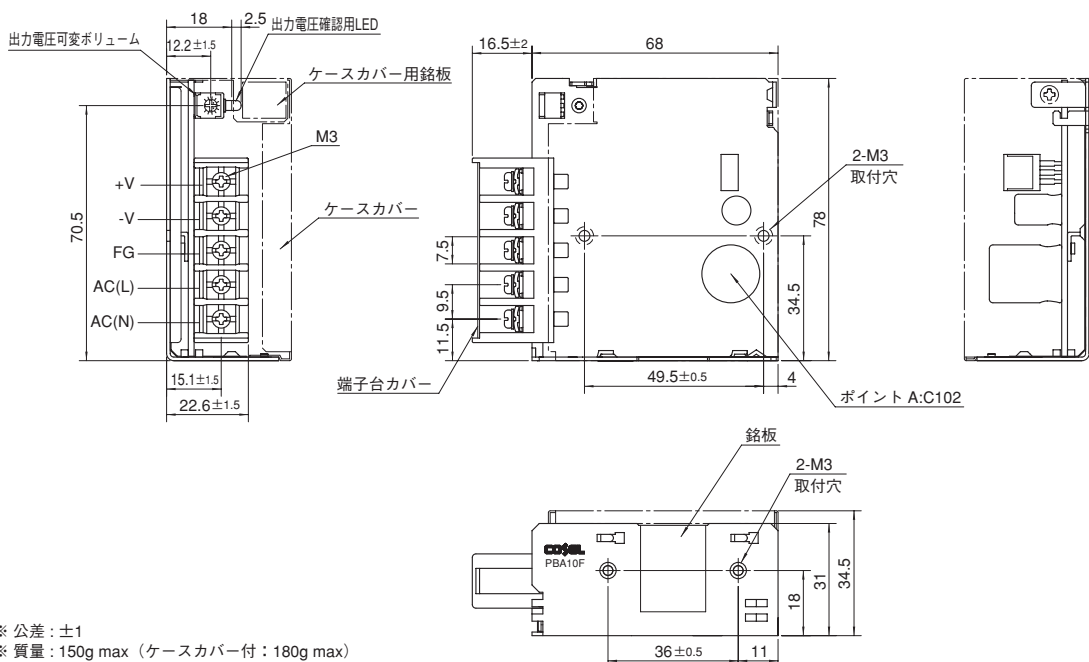 18
2.5
出力電圧確認用LED
出力電圧可変ボリューム
12.2±1.5
ケースカバー用銘板
M3
+V
-V
FG
AC(L)
AC(N)
ケースカバー
70.5
15.1±1.5
22.6±1.5
16.5±2
68
2-M3
取付穴
78
7.5
9.5
11.5
34.5
端子台カバー
49.5±0.5
4
ポイント A:C102
銘板
2-M3
取付穴
COSEL
PBA10F
18
31
34.5
36±0.5
11
※ 公差 : ±1
※ 質量 : 150g max(ケースカバー付:180g max)